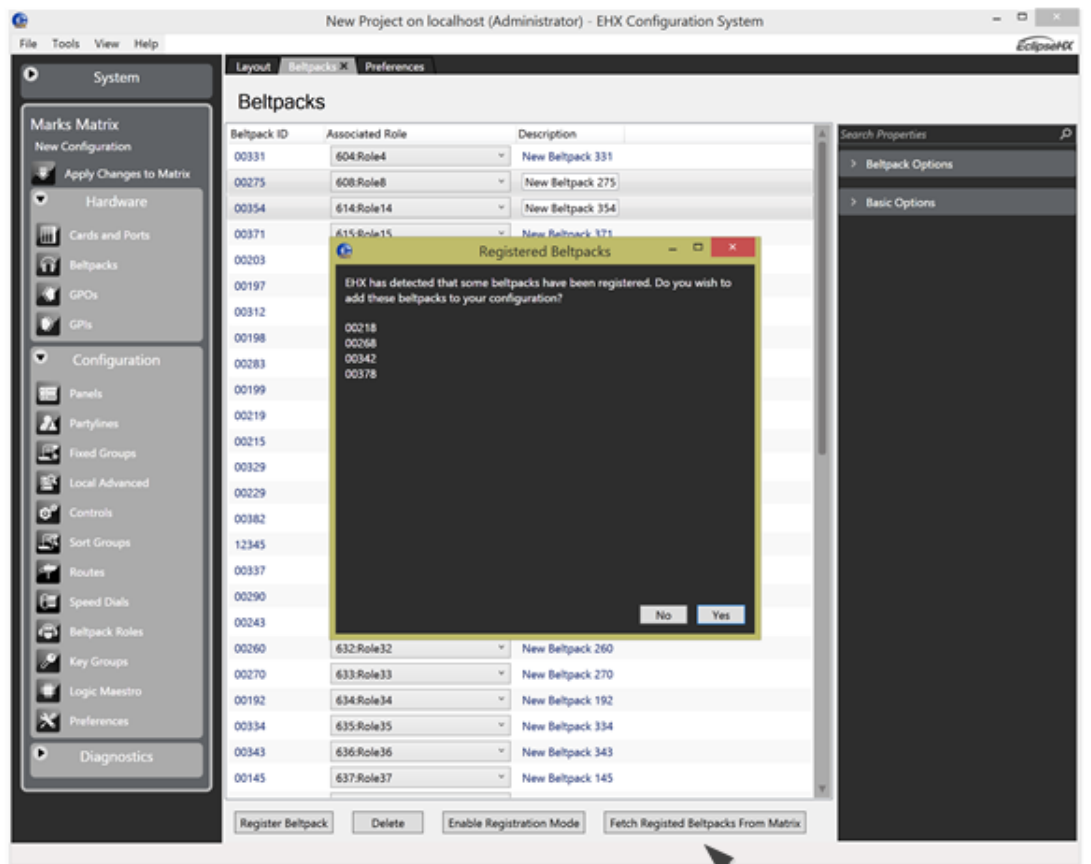 New Project on localhost (Administrator) - EHX Configuration System
File Tools View Help
EclipseHX
System
Marks Matrix
New Configuration
Apply Changes to Matrix
Hardware
Cards and Ports
Beltpacks
GPOs
GPIs
Configuration
Panels
Partylines
Fixed Groups
Local Advanced
Controls
Sort Groups
Routes
Speed Dials
Beltpack Roles
Key Groups
Logic Maestro
Preferences
Diagnostics
Layout Beltpacks Preferences
Beltpacks
Beltpack ID Associated Role Description
00331 604:Role4 New Beltpack 331
00275 608:Role8 New Beltpack 275
00354 614:Role14 New Beltpack 354
00371 615:Role15 New Beltpack 371
00203
00197
00312
00198
00283
00199
00219
00215
00329
00229
00382
12345
00337
00290
00243
00260 632:Role32 New Beltpack 260
00270 633:Role33 New Beltpack 270
00192 634:Role34 New Beltpack 192
00334 635:Role35 New Beltpack 334
00343 636:Role36 New Beltpack 343
00145 637:Role37 New Beltpack 145
Registered Beltpacks
EHX has detected that some beltpacks have been registered. Do you wish to
add these beltpacks to your configuration?
00218
00268
00342
00378
No Yes
Register Beltpack Delete Enable Registration Mode Fetch Registed Beltpacks From Matrix
Search Properties
Beltpack Options
Basic Options